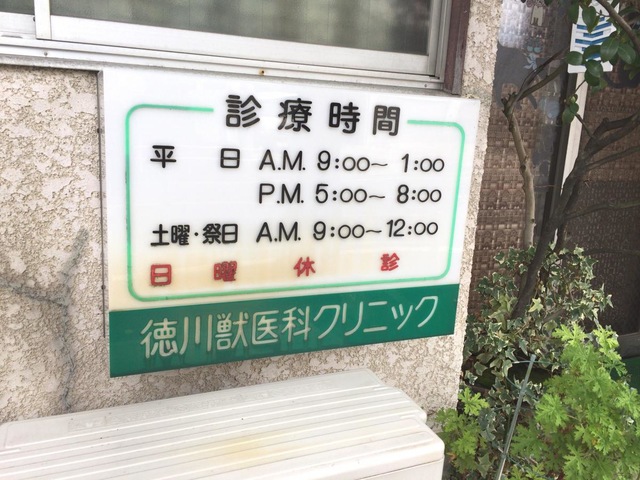 診療時間
平日 A.M. 9:00~ 1:00
P.M. 5:00~ 8:00
土曜・祭日 A.M. 9:00~12:00
日曜休診
徳川獣医科クリニック